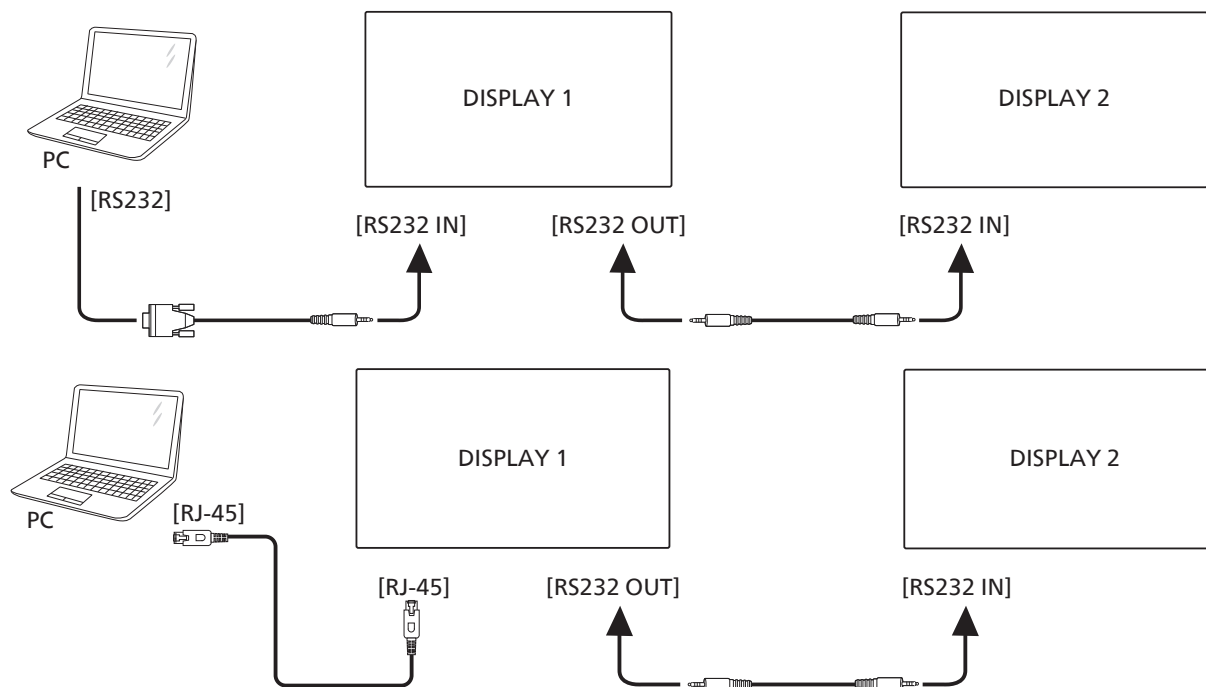 DISPLAY 1
DISPLAY 2
PC
[RS232]
[RS232 IN]
[RS232 OUT]
[RS232 IN]
DISPLAY 1
DISPLAY 2
PC
[RJ-45]
[RJ-45]
[RS232 OUT]
[RS232 IN]